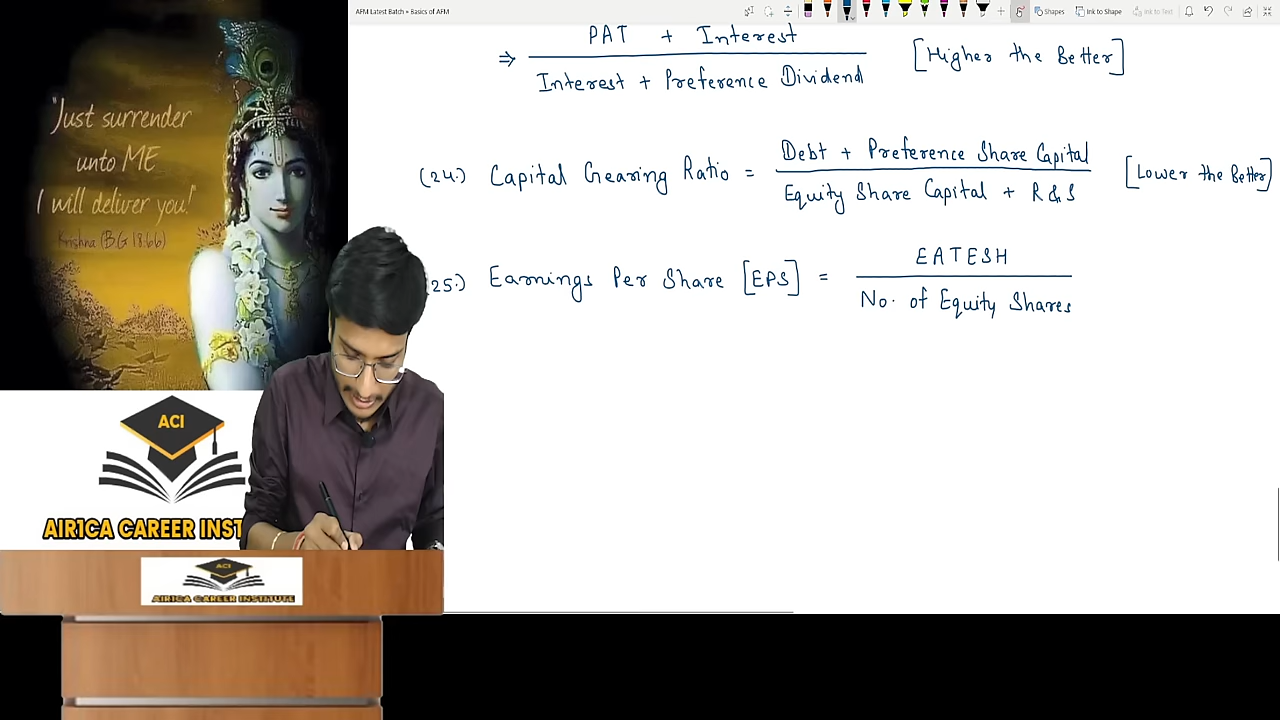 AFM Latest Batch » Basics of AFM
Shapes
Ink to Shape
Ink to Text
⇒ PAT + Interest
Interest + Preference Dividend
[Higher the Better]
"Just surrender
unto ME
I will deliver you!"
Krishna (B.G 18:66)
(24.) Capital Gearing Ratio = Debt + Preference Share Capital
Equity Share Capital + R&S
[Lower the Better]
25.) Earnings Per Share [EPS] = EATESH
No. of Equity Shares
ACI
AIR1CA CAREER INST
ACI
AIR1CA CAREER INSTITUTE